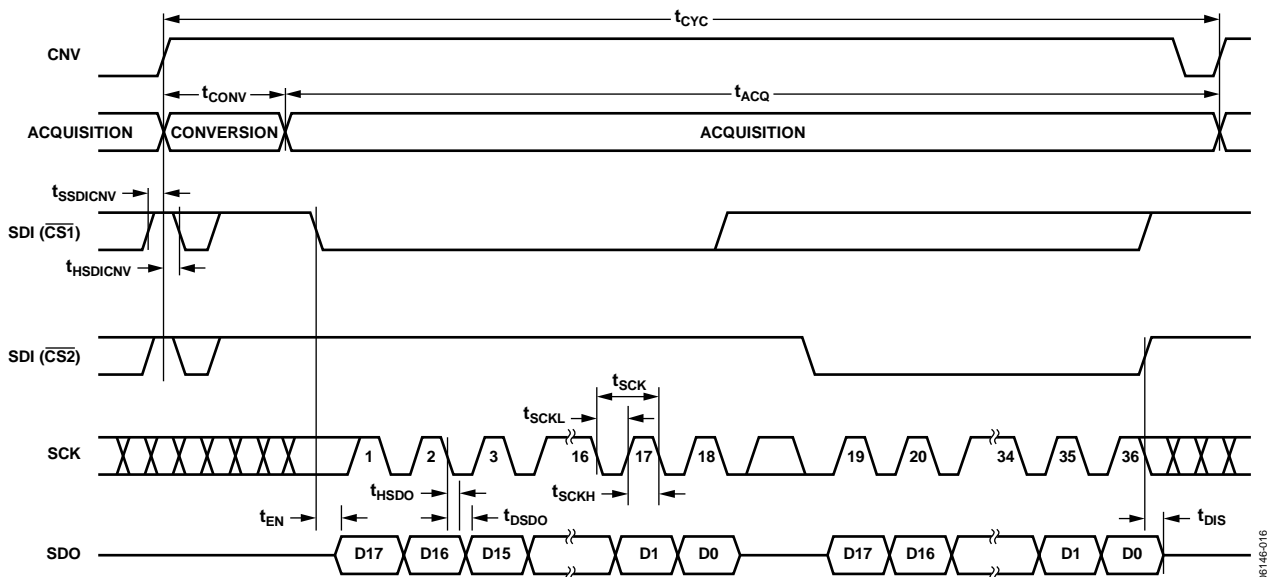 tCYC
CNV
tCONV
tACQ
ACQUISITION
CONVERSION
ACQUISITION
tSSDICNV
SDI (CS1)
tHSDICNV
SDI (CS2)
tSCK
tSCKL
SCK
1 2 3 16 17 18 19 20 34 35 36
tHSDO
tSCKH
tEN
tDSDO
tDIS
SDO
D17 D16 D15 D1 D0 D17 D16 D1 D0
06146-016